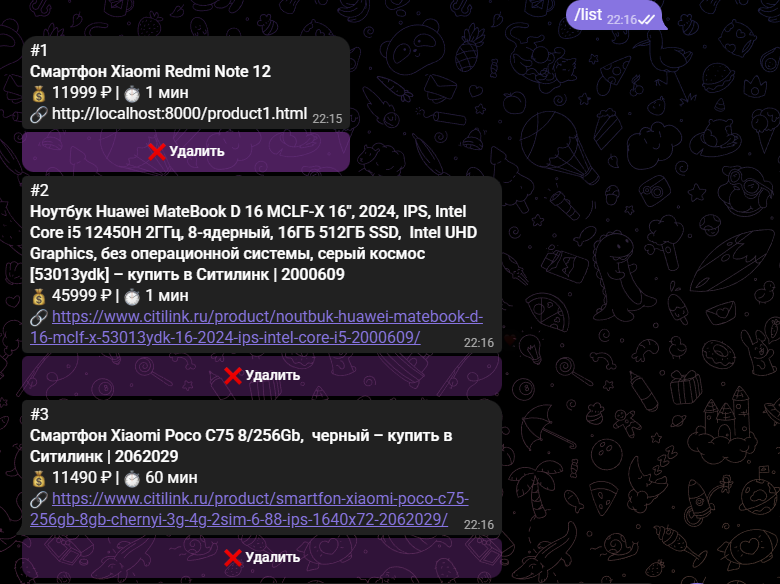 /list 22:16
#1
Смартфон Xiaomi Redmi Note 12
💰 11999 ₽ | ⏱ 1 мин
🔗 http://localhost:8000/product1.html 22:15
❌ Удалить
#2
Ноутбук Huawei MateBook D 16 MCLF-X 16", 2024, IPS, Intel
Core i5 12450H 2ГГц, 8-ядерный, 16ГБ 512ГБ SSD,  Intel UHD
Graphics, без операционной системы, серый космос
[53013ydk] – купить в Ситилинк | 2000609
💰 45999 ₽ | ⏱ 1 мин
🔗 https://www.citilink.ru/product/noutbuk-huawei-matebook-d-
16-mclf-x-53013ydk-16-2024-ips-intel-core-i5-2000609/ 22:16
❌ Удалить
#3
Смартфон Xiaomi Poco C75 8/256Gb,  черный – купить в
Ситилинк | 2062029
💰 11490 ₽ | ⏱ 60 мин
🔗 https://www.citilink.ru/product/smartfon-xiaomi-poco-c75-
256gb-8gb-chernyi-3g-4g-2sim-6-88-ips-1640x72-2062029/ 22:16
❌ Удалить